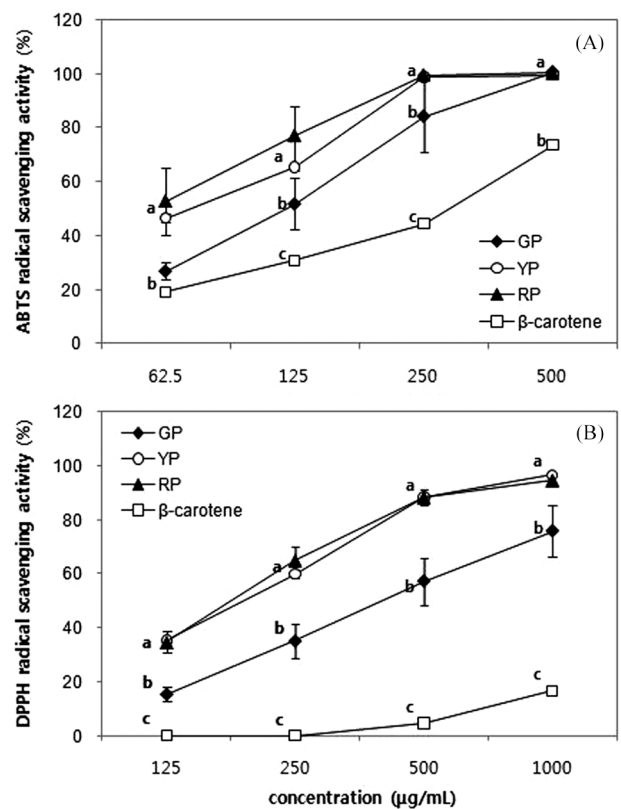 (A)
ABTS radical scavenging activity (%)
120
100
80
60
40
20
0
a
a
b
b
a
b
c
a
b
c
a
b
GP
YP
RP
β-carotene
62.5
125
250
500
(B)
DPPH radical scavenging activity (%)
120
100
80
60
40
20
0
GP
YP
RP
β-carotene
a
b
c
a
b
c
a
b
c
a
b
c
125
250
500
1000
concentration (μg/mL)